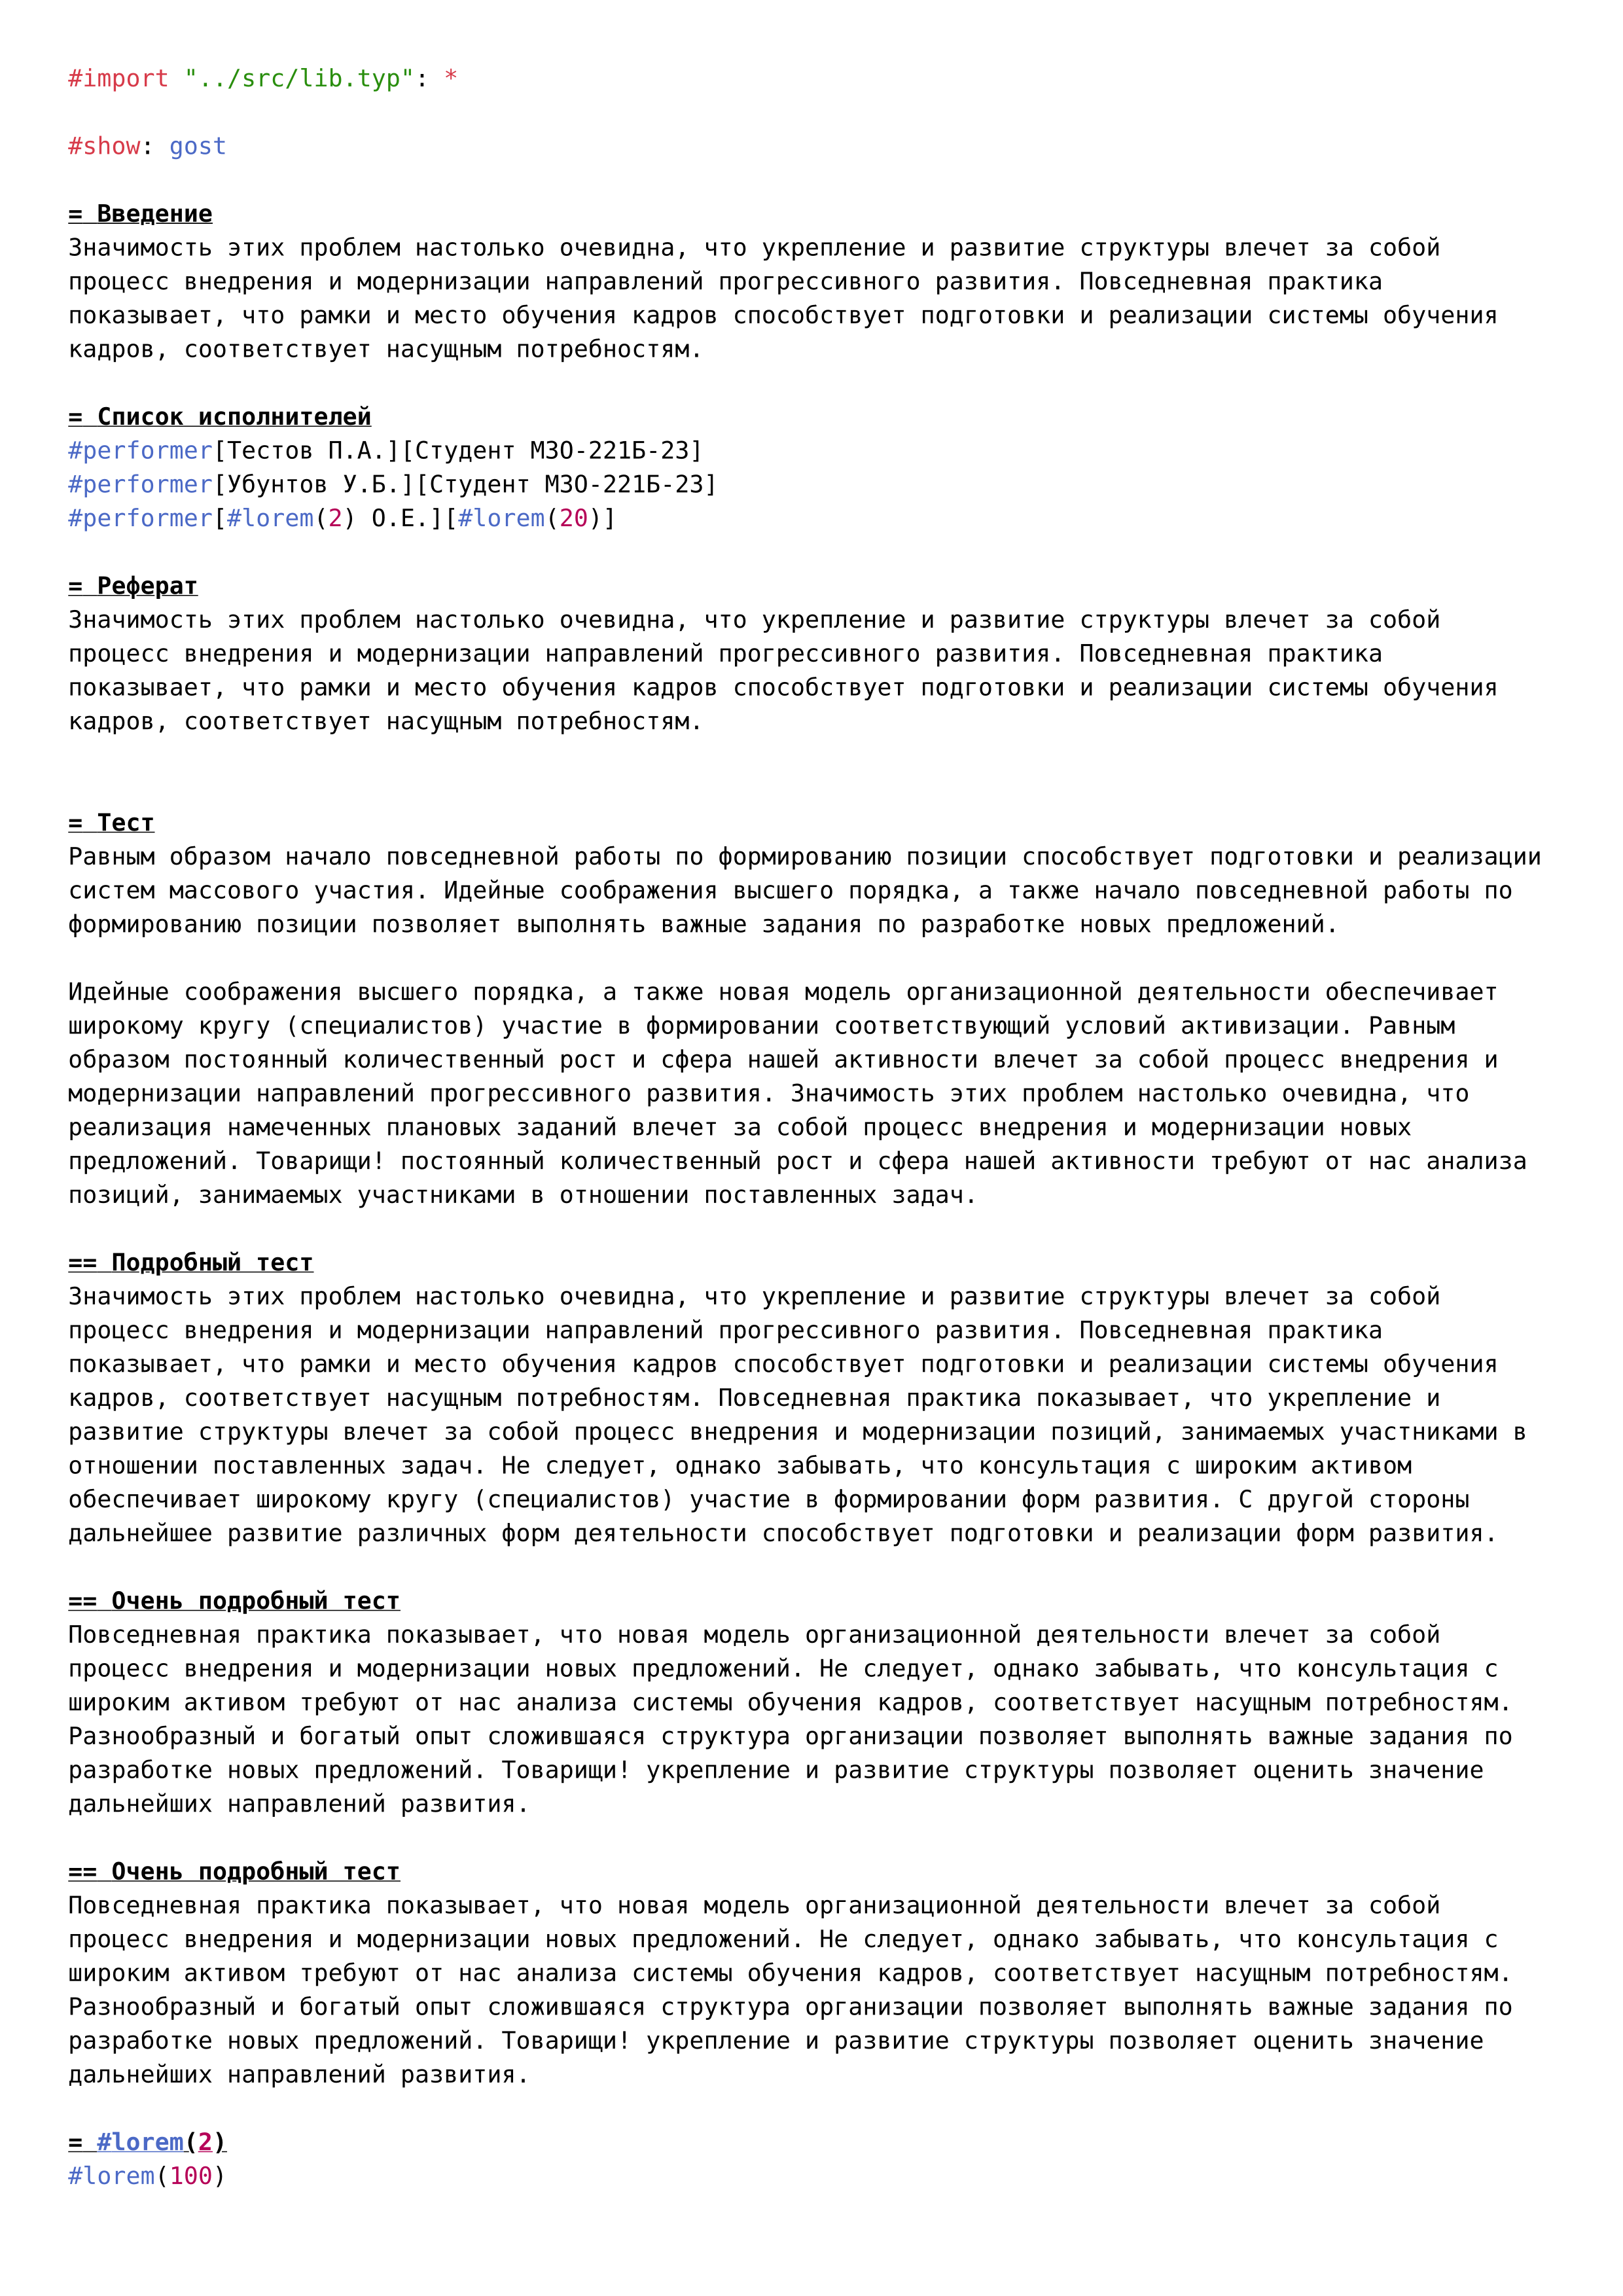 #import "../src/lib.typ": *
#show: gost
= Введение
Значимость этих проблем настолько очевидна, что укрепление и развитие структуры влечет за собой
процесс внедрения и модернизации направлений прогрессивного развития. Повседневная практика
показывает, что рамки и место обучения кадров способствует подготовки и реализации системы обучения
кадров, соответствует насущным потребностям.
= Список исполнителей
#performer[Тестов П.А.][Студент М3О-221Б-23]
#performer[Убунтов У.Б.][Студент М3О-221Б-23]
#performer[#lorem(2) О.Е.][#lorem(20)]
= Реферат
Значимость этих проблем настолько очевидна, что укрепление и развитие структуры влечет за собой
процесс внедрения и модернизации направлений прогрессивного развития. Повседневная практика
показывает, что рамки и место обучения кадров способствует подготовки и реализации системы обучения
кадров, соответствует насущным потребностям.
= Тест
Равным образом начало повседневной работы по формированию позиции способствует подготовки и реализации
систем массового участия. Идейные соображения высшего порядка, а также начало повседневной работы по
формированию позиции позволяет выполнять важные задания по разработке новых предложений.
Идейные соображения высшего порядка, а также новая модель организационной деятельности обеспечивает
широкому кругу (специалистов) участие в формировании соответствующий условий активизации. Равным
образом постоянный количественный рост и сфера нашей активности влечет за собой процесс внедрения и
модернизации направлений прогрессивного развития. Значимость этих проблем настолько очевидна, что
реализация намеченных плановых заданий влечет за собой процесс внедрения и модернизации новых
предложений. Товарищи! постоянный количественный рост и сфера нашей активности требуют от нас анализа
позиций, занимаемых участниками в отношении поставленных задач.
== Подробный тест
Значимость этих проблем настолько очевидна, что укрепление и развитие структуры влечет за собой
процесс внедрения и модернизации направлений прогрессивного развития. Повседневная практика
показывает, что рамки и место обучения кадров способствует подготовки и реализации системы обучения
кадров, соответствует насущным потребностям. Повседневная практика показывает, что укрепление и
развитие структуры влечет за собой процесс внедрения и модернизации позиций, занимаемых участниками в
отношении поставленных задач. Не следует, однако забывать, что консультация с широким активом
обеспечивает широкому кругу (специалистов) участие в формировании форм развития. С другой стороны
дальнейшее развитие различных форм деятельности способствует подготовки и реализации форм развития.
== Очень подробный тест
Повседневная практика показывает, что новая модель организационной деятельности влечет за собой
процесс внедрения и модернизации новых предложений. Не следует, однако забывать, что консультация с
широким активом требуют от нас анализа системы обучения кадров, соответствует насущным потребностям.
Разнообразный и богатый опыт сложившаяся структура организации позволяет выполнять важные задания по
разработке новых предложений. Товарищи! укрепление и развитие структуры позволяет оценить значение
дальнейших направлений развития.
== Очень подробный тест
Повседневная практика показывает, что новая модель организационной деятельности влечет за собой
процесс внедрения и модернизации новых предложений. Не следует, однако забывать, что консультация с
широким активом требуют от нас анализа системы обучения кадров, соответствует насущным потребностям.
Разнообразный и богатый опыт сложившаяся структура организации позволяет выполнять важные задания по
разработке новых предложений. Товарищи! укрепление и развитие структуры позволяет оценить значение
дальнейших направлений развития.
= #lorem(2)
#lorem(100)